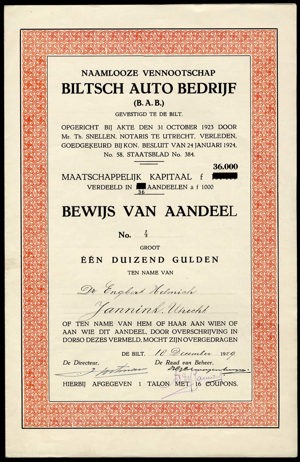 NAAMLOOZE VENNOOTSCHAP
BILTSCH AUTO BEDRIJF
(B. A. B.)
GEVESTIGD TE DE BILT.
OPGERICHT BIJ AKTE DEN 31 OCTOBER 1923 DOOR
Mr. Th. SNELLEN, NOTARIS TE UTRECHT, VERLEDEN,
GOEDGEKEURD BIJ KON. BESLUIT VAN 24 JANUARI 1924,
No. 58, STAATSBLAD No. 384.
36.000
MAATSCHAPPELIJK KAPITAAL f
VERDEELD IN AANDEELEN à f 1000
36
BEWIJS VAN AANDEEL
No. 4
GROOT
ÉÉN DUIZEND GULDEN
TEN NAME VAN
Dr Engbert Helmich
Jannink, Utrecht
OF TEN NAME VAN HEM OF HAAR AAN WIEN OF
AAN WIE DIT AANDEEL, DOOR OVERSCHRIJVING IN
DORSO DEZES VERMELD, MOCHT ZIJN OVERGEDRAGEN
DE BILT, 10 December 1929
De Directeur, De Raad van Beheer,
HIERBIJ AFGEGEVEN 1 TALON MET 16 COUPONS.